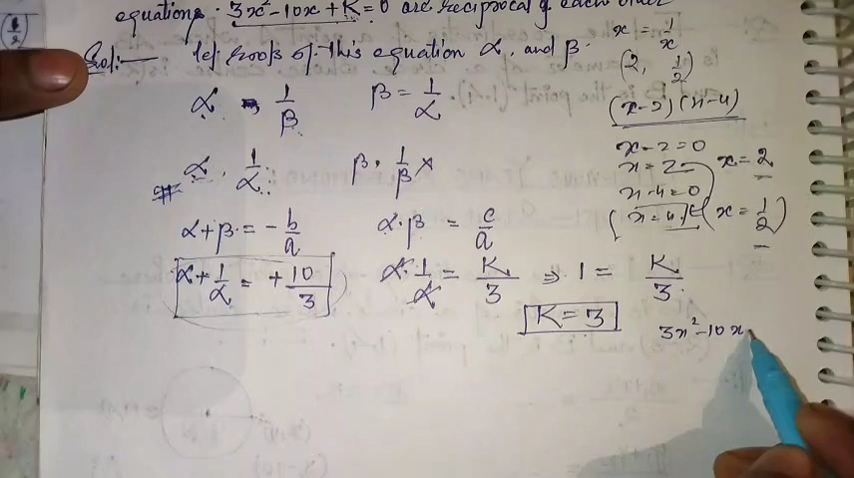 equations. 3x²-10x+K=0 are reciprocal of each other
Sol:- let roots of this equation α, and β.
α = 1/β β = 1/α
α, 1/α β, 1/β
α+β = -b/a α·β = c/a
α+1/α = +10/3 α·1/α = K/3 ⇒ 1 = K/3
K=3
3x²-10x
x = 1/x
(2, 1/2)
(x-2)(x-4)
x-2=0
x=2 x=2
x-4=0
(x=4) (x=1/2)